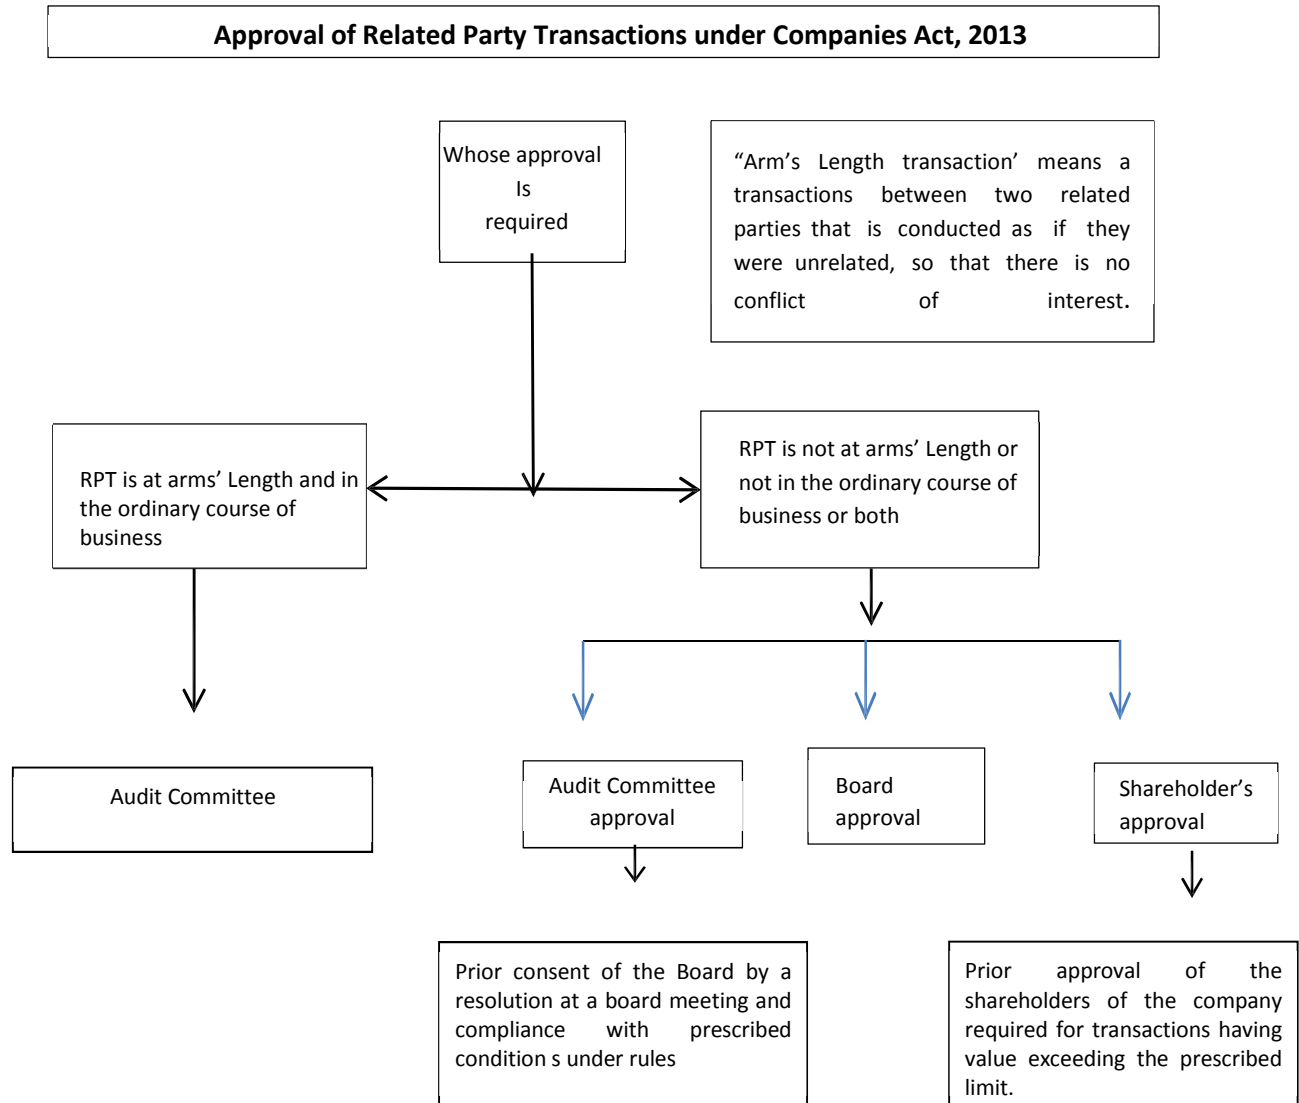 Approval of Related Party Transactions under Companies Act, 2013
Whose approval
Is
required
“Arm’s Length transaction’ means a
transactions between two related
parties that is conducted as if they
were unrelated, so that there is no
conflict of interest.
RPT is at arms’ Length and in
the ordinary course of
business
RPT is not at arms’ Length or
not in the ordinary course of
business or both
Audit Committee
Audit Committee
approval
Board
approval
Shareholder’s
approval
Prior consent of the Board by a
resolution at a board meeting and
compliance with prescribed
condition s under rules
Prior approval of the
shareholders of the company
required for transactions having
value exceeding the prescribed
limit.